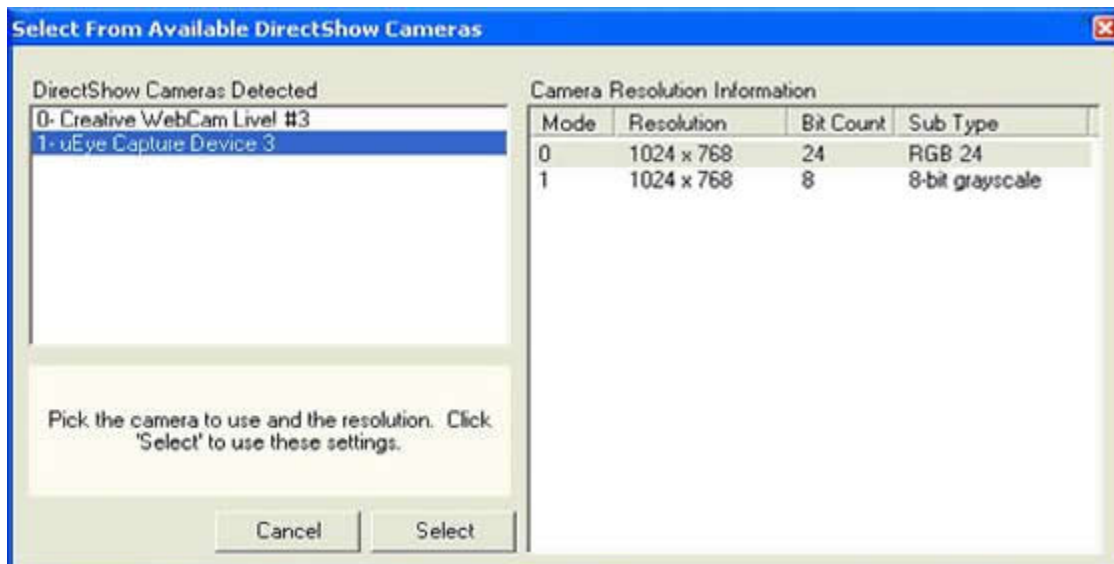 Select From Available DirectShow Cameras
DirectShow Cameras Detected
0- Creative WebCam Live! #3
1- uEye Capture Device 3
Pick the camera to use and the resolution. Click
'Select' to use these settings.
Cancel Select
Camera Resolution Information
Mode Resolution Bit Count Sub Type
0 1024 x 768 24 RGB 24
1 1024 x 768 8 8-bit grayscale